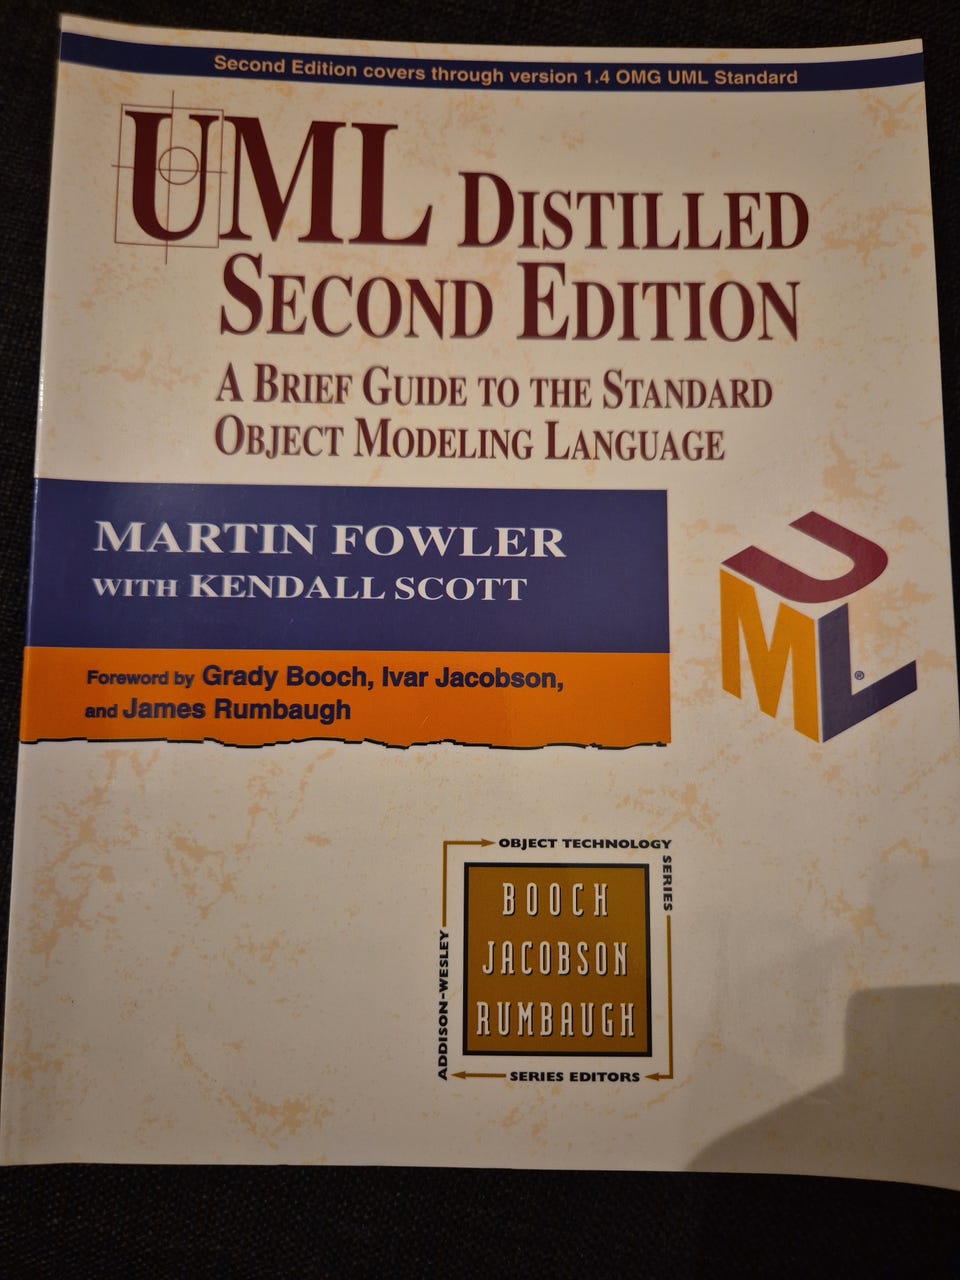 Second Edition covers through version 1.4 OMG UML Standard
UML DISTILLED
SECOND EDITION
A BRIEF GUIDE TO THE STANDARD
OBJECT MODELING LANGUAGE
MARTIN FOWLER
WITH KENDALL SCOTT
Foreword by Grady Booch, Ivar Jacobson,
and James Rumbaugh
UML®
OBJECT TECHNOLOGY
SERIES
BOOCH
JACOBSON
RUMBAUGH
ADDISON-WESLEY
SERIES EDITORS